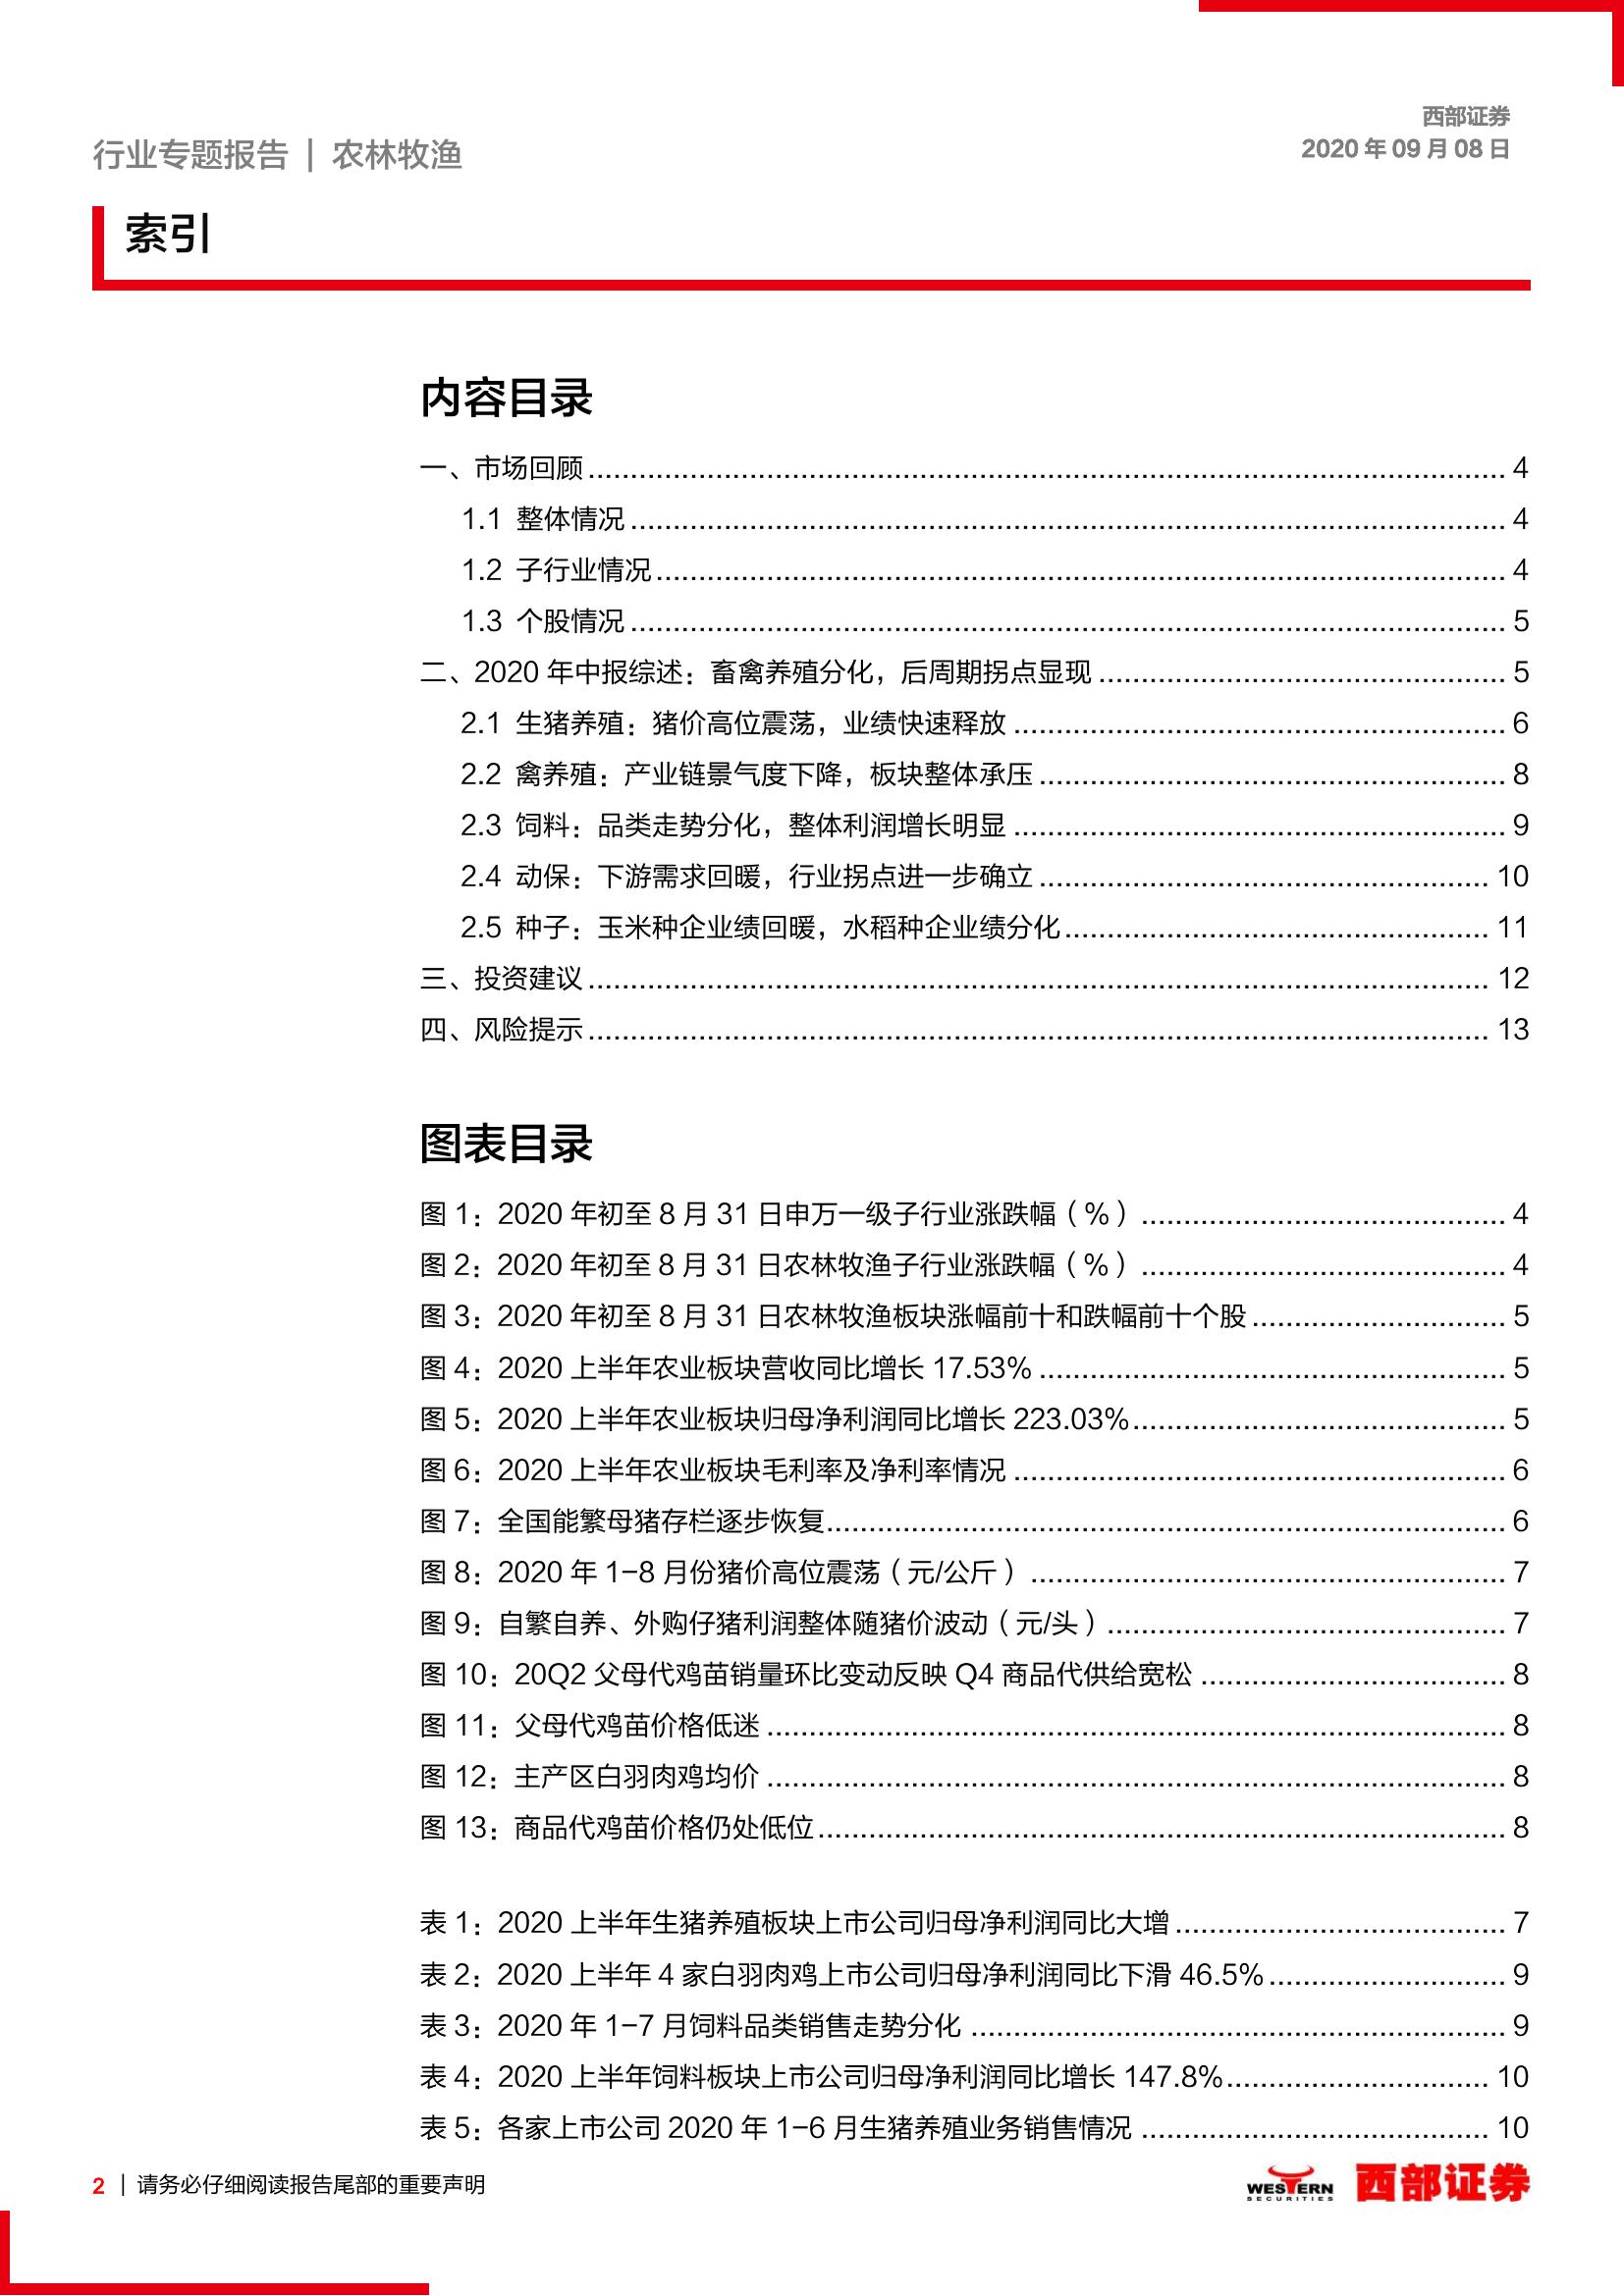 西部证券
行业专题报告 | 农林牧渔
2020 年 09 月 08 日
索引
内容目录
一、市场回顾 4
1.1 整体情况 4
1.2 子行业情况 4
1.3 个股情况 5
二、2020 年中报综述：畜禽养殖分化，后周期拐点显现 5
2.1 生猪养殖：猪价高位震荡，业绩快速释放 6
2.2 禽养殖：产业链景气度下降，板块整体承压 8
2.3 饲料：品类走势分化，整体利润增长明显 9
2.4 动保：下游需求回暖，行业拐点进一步确立 10
2.5 种子：玉米种企业绩回暖，水稻种企业绩分化 11
三、投资建议 12
四、风险提示 13
图表目录
图 1：2020 年初至 8 月 31 日申万一级子行业涨跌幅（%） 4
图 2：2020 年初至 8 月 31 日农林牧渔子行业涨跌幅（%） 4
图 3：2020 年初至 8 月 31 日农林牧渔板块涨幅前十和跌幅前十个股 5
图 4：2020 上半年农业板块营收同比增长 17.53% 5
图 5：2020 上半年农业板块归母净利润同比增长 223.03% 5
图 6：2020 上半年农业板块毛利率及净利率情况 6
图 7：全国能繁母猪存栏逐步恢复 6
图 8：2020 年 1-8 月份猪价高位震荡（元/公斤） 7
图 9：自繁自养、外购仔猪利润整体随猪价波动（元/头） 7
图 10：20Q2 父母代鸡苗销量环比变动反映 Q4 商品代供给宽松 8
图 11：父母代鸡苗价格低迷 8
图 12：主产区白羽肉鸡均价 8
图 13：商品代鸡苗价格仍处低位 8
表 1：2020 上半年生猪养殖板块上市公司归母净利润同比大增 7
表 2：2020 上半年 4 家白羽肉鸡上市公司归母净利润同比下滑 46.5% 9
表 3：2020 年 1-7 月饲料品类销售走势分化 9
表 4：2020 上半年饲料板块上市公司归母净利润同比增长 147.8% 10
表 5：各家上市公司 2020 年 1-6 月生猪养殖业务销售情况 10
2 | 请务必仔细阅读报告尾部的重要声明
WESTERN
SECURITIES
西部证券